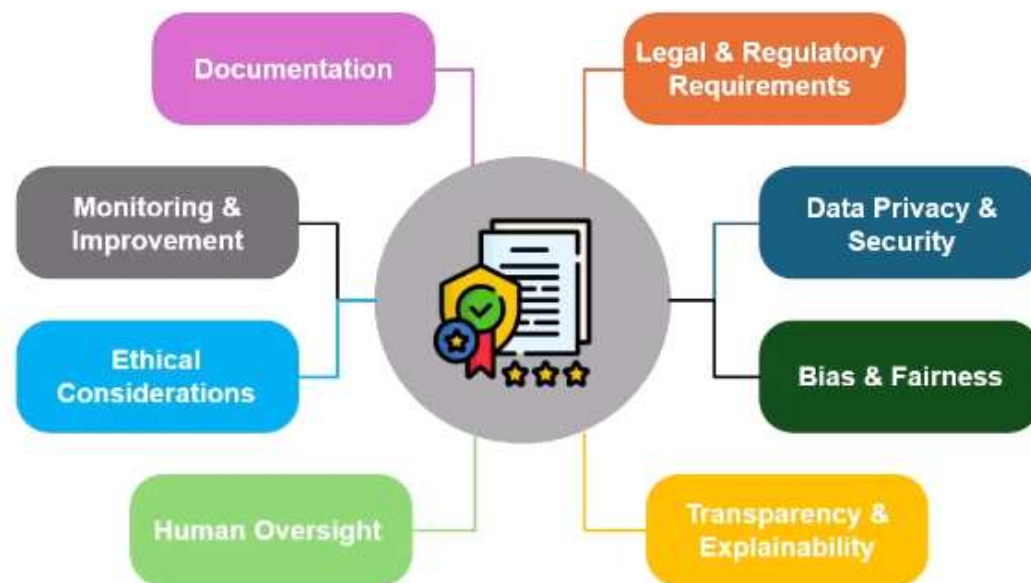 Documentation
Legal & Regulatory
Requirements
Monitoring &
Improvement
Data Privacy &
Security
Ethical
Considerations
Bias & Fairness
Human Oversight
Transparency &
Explainability